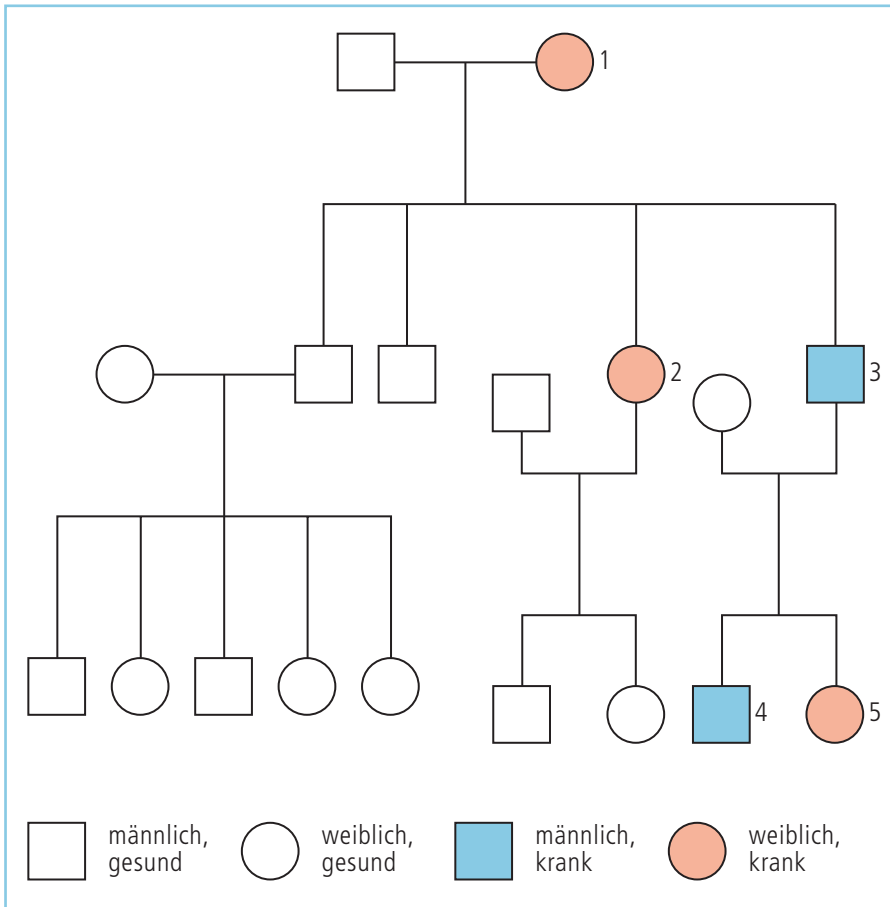 1
2
3
4
5
männlich,
gesund
weiblich,
gesund
männlich,
krank
weiblich,
krank